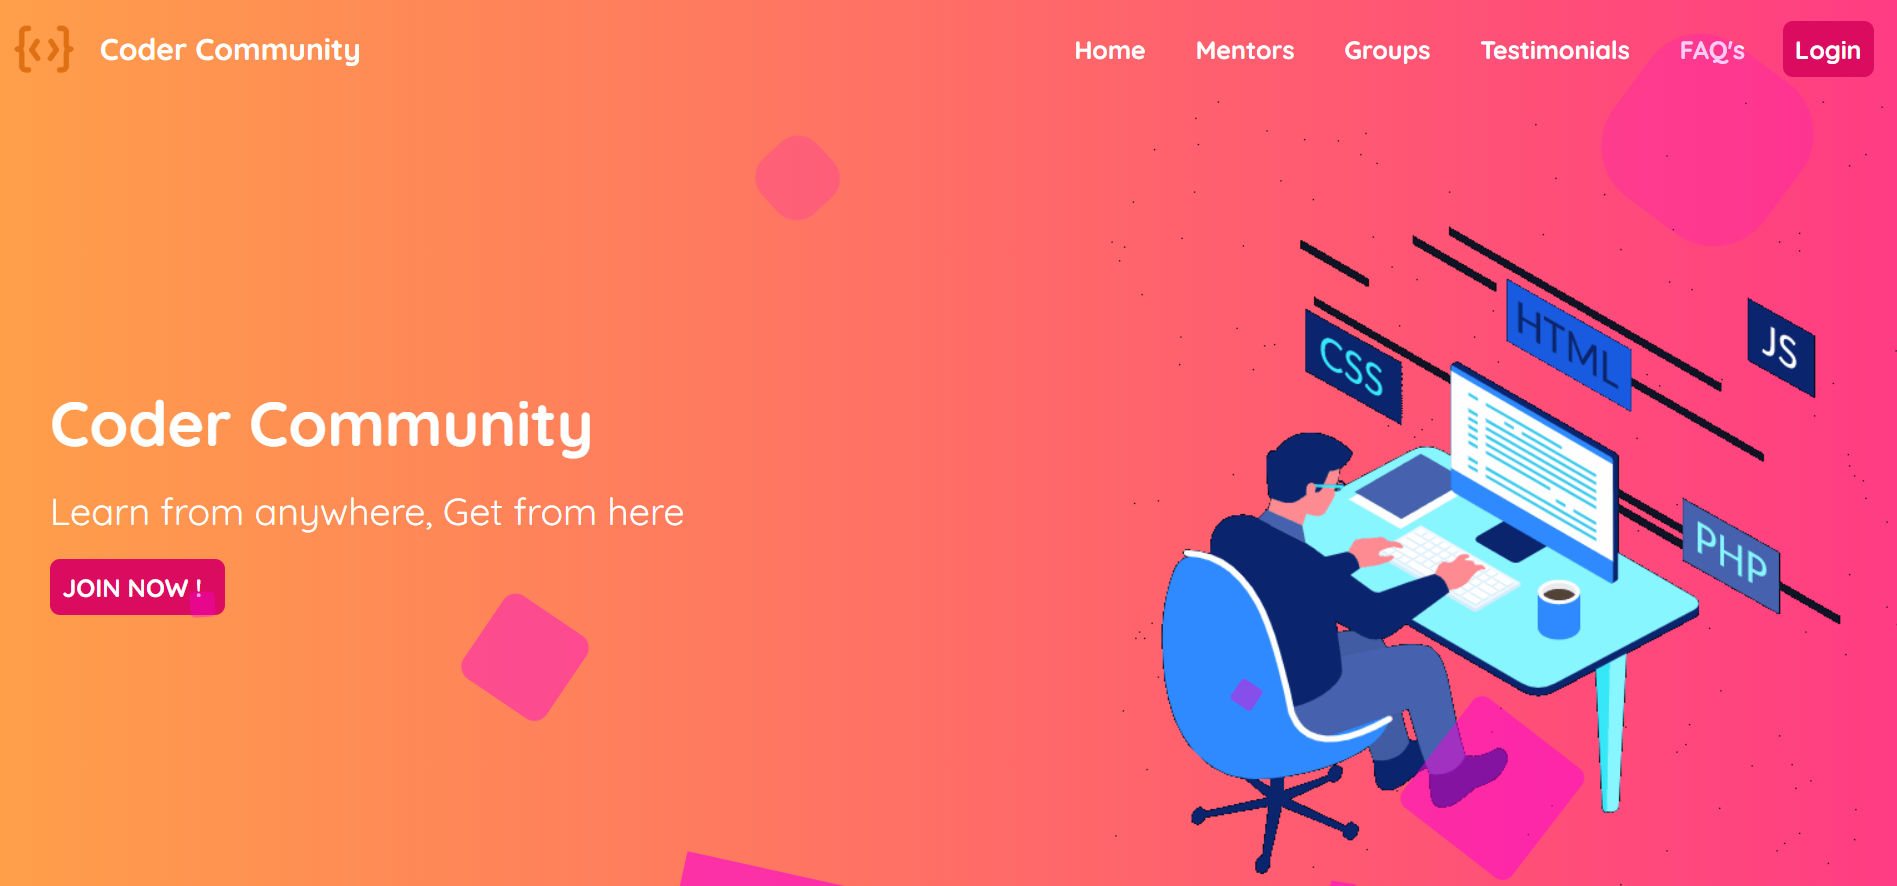 Coder Community
Home Mentors Groups Testimonials FAQ's Login
HTML
JS
CSS
Coder Community
Learn from anywhere, Get from here
PHP
JOIN NOW !